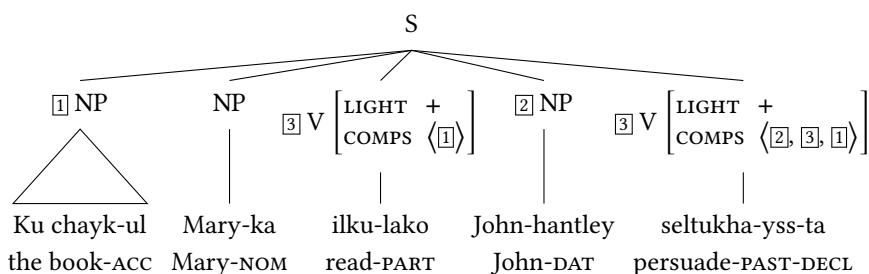 S
1 NP NP 3 V [LIGHT + COMPS ⟨1⟩] 2 NP 3 V [LIGHT + COMPS ⟨2, 3, 1⟩]
Ku chayk-ul Mary-ka ilku-lako John-hantley seltukha-yss-ta
the book-ACC Mary-NOM read-PART John-DAT persuade-PAST-DECL